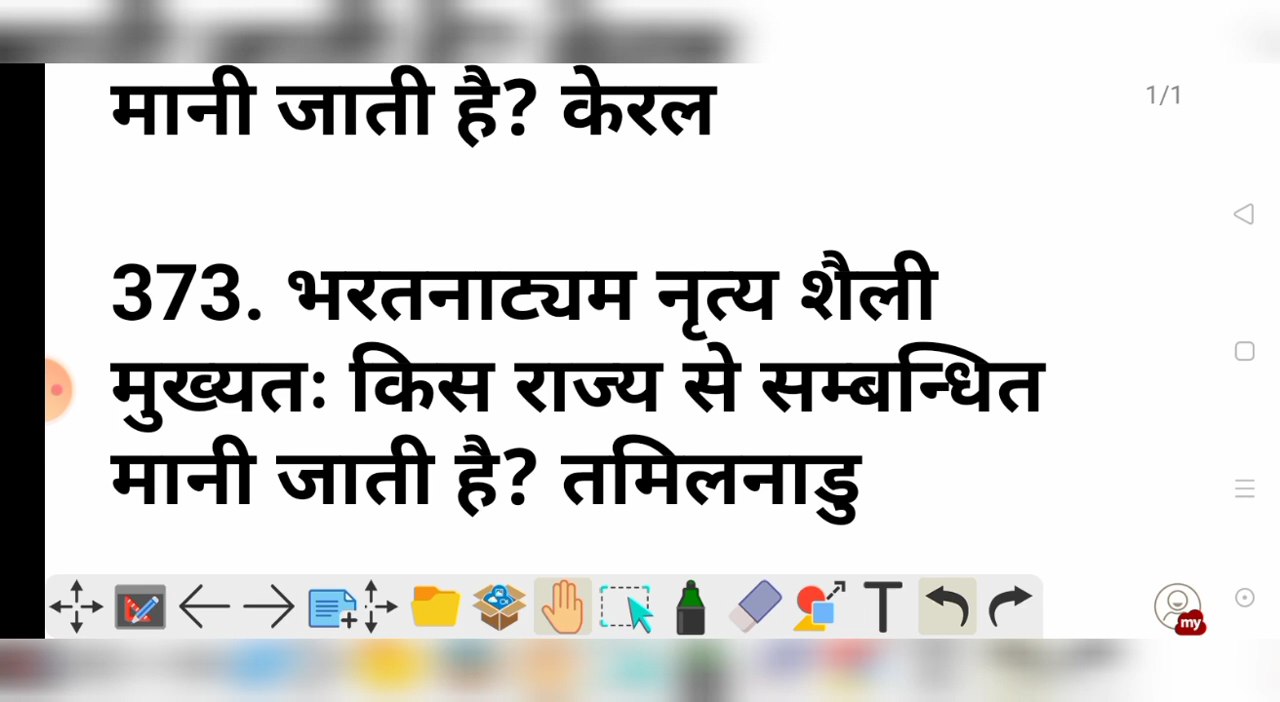 मानी जाती है? केरल
1/1
373. भरतनाट्यम नृत्य शैली
मुख्यतः किस राज्य से सम्बन्धित
मानी जाती है? तमिलनाडु
T
my